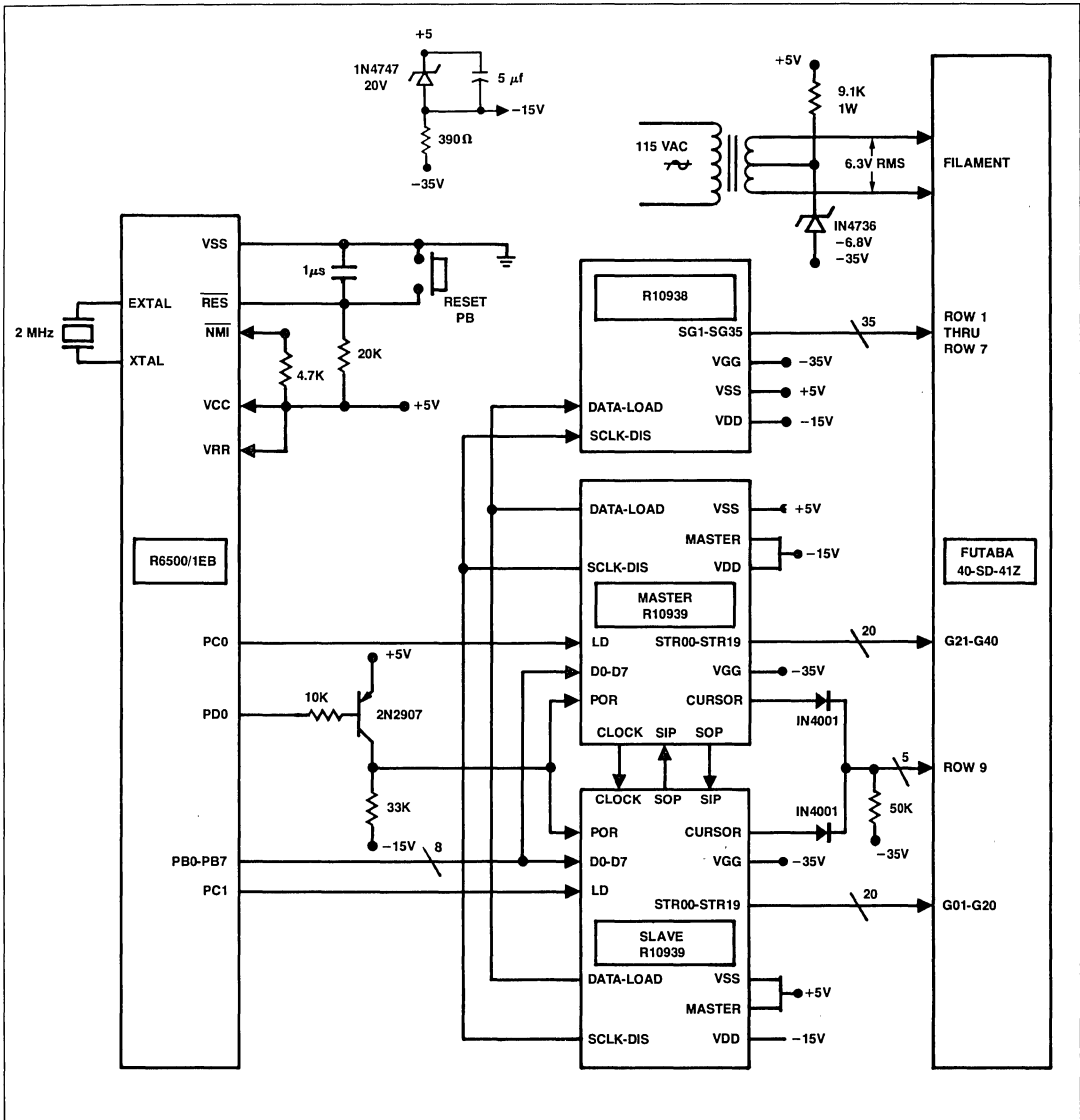 +5
1N4747
20V
5 μf
−15V
390Ω
−35V
+5V
9.1K
1W
115 VAC
6.3V RMS
FILAMENT
IN4736
−6.8V
−35V
VSS
1μs
RESET
PB
EXTAL
RES
2 MHz
NMI
XTAL
20K
4.7K
VCC
+5V
VRR
R10938
SG1-SG35
35
ROW 1
THRU
ROW 7
VGG
−35V
VSS
+5V
VDD
−15V
DATA-LOAD
SCLK-DIS
DATA-LOAD
VSS
+5V
MASTER
−15V
SCLK-DIS
VDD
R6500/1EB
FUTABA
40-SD-41Z
MASTER
R10939
PC0
LD
STR00-STR19
20
G21-G40
+5V
D0-D7
VGG
−35V
10K
PD0
2N2907
POR
CURSOR
IN4001
CLOCK SIP SOP
5
ROW 9
CLOCK SOP SIP
33K
IN4001
50K
POR
CURSOR
−15V
8
−35V
PB0-PB7
D0-D7
VGG
−35V
PC1
LD
STR00-STR19
20
G01-G20
SLAVE
R10939
DATA-LOAD
VSS
+5V
MASTER
SCLK-DIS
VDD
−15V